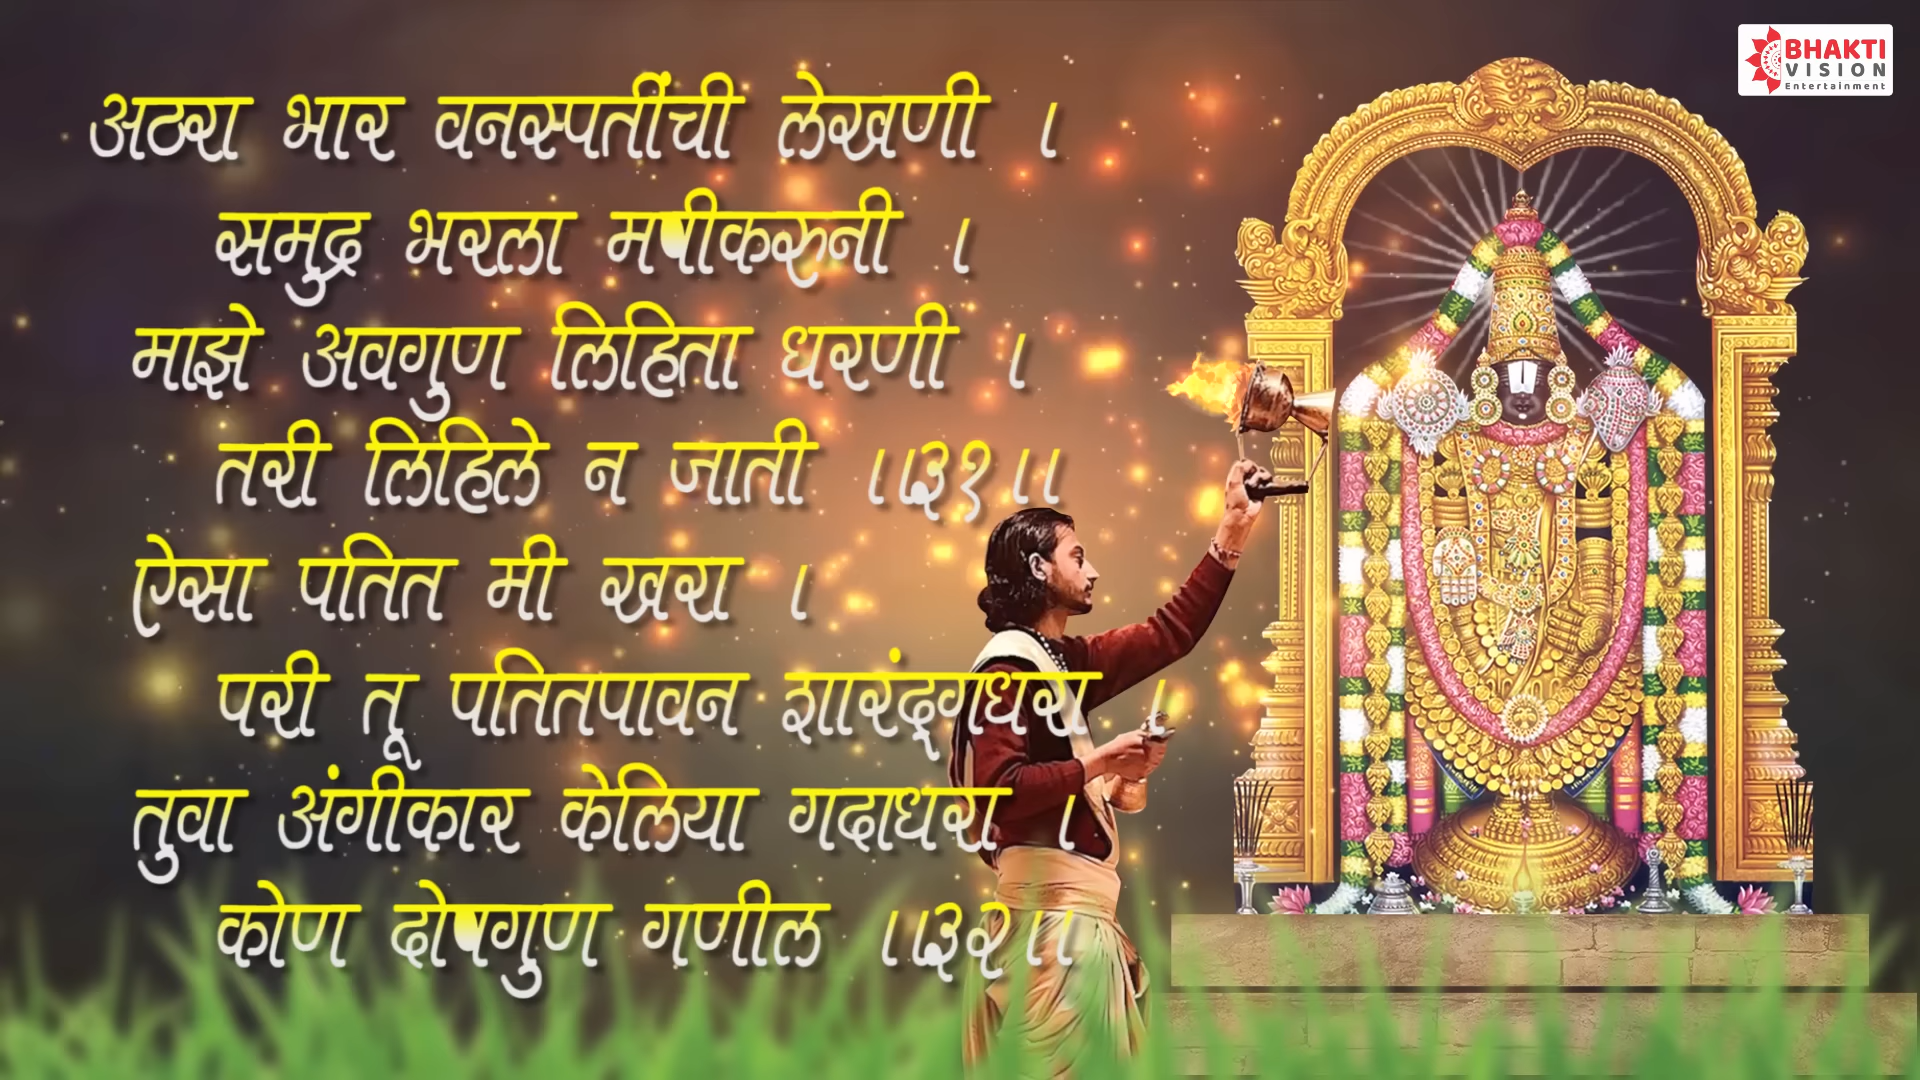 अठरा भार वनस्पतींची लेखणी ।
समुद्र भरला मषीकरुनी ।
माझे अवगुण लिहिता धरणी ।
तरी लिहिले न जाती ।।३१।।
ऐसा पतित मी खरा ।
परी तू पतितपावन शारंद्गधरा ।
तुवा अंगीकार केलिया गदाधरा ।
कोण दोषगुण गणील ।।३२।।
BHAKTI
VISION
Entertainment